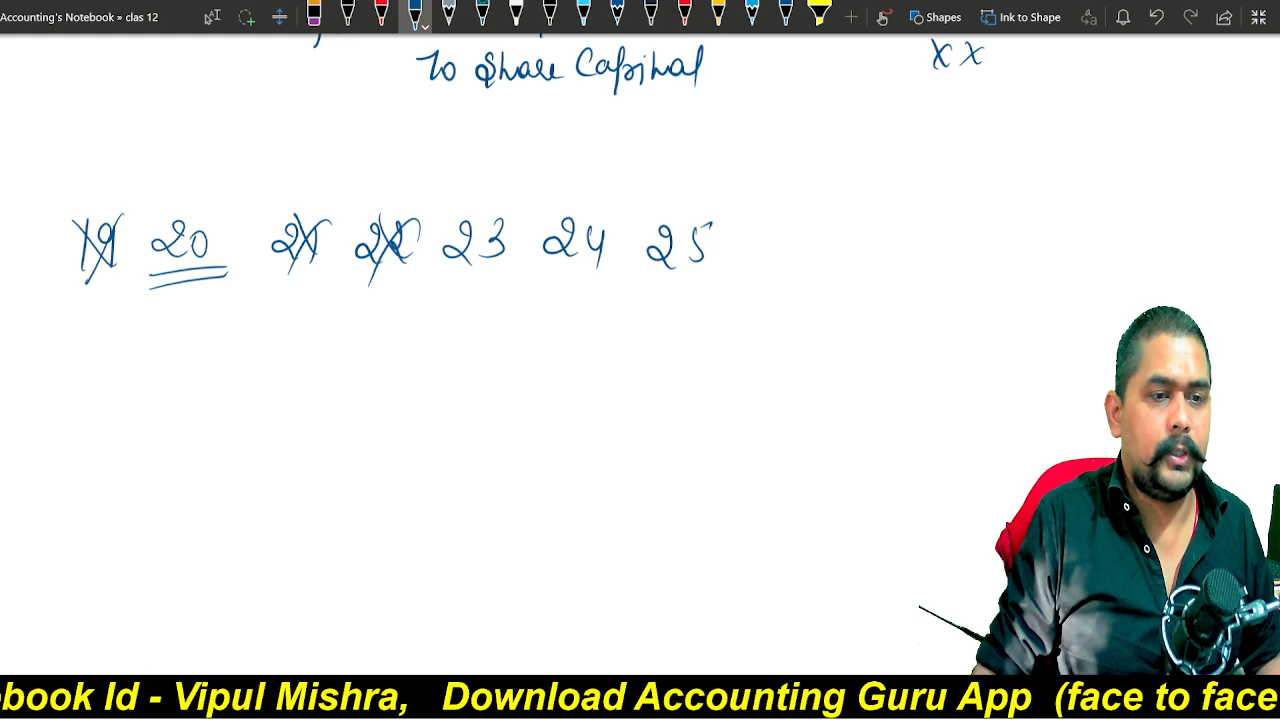 Accounting's Notebook » clas 12
Shapes
Ink to Shape
To Share Capital
x x
19 20 21 22 23 24 25
book Id - Vipul Mishra, Download Accounting Guru App (face to face